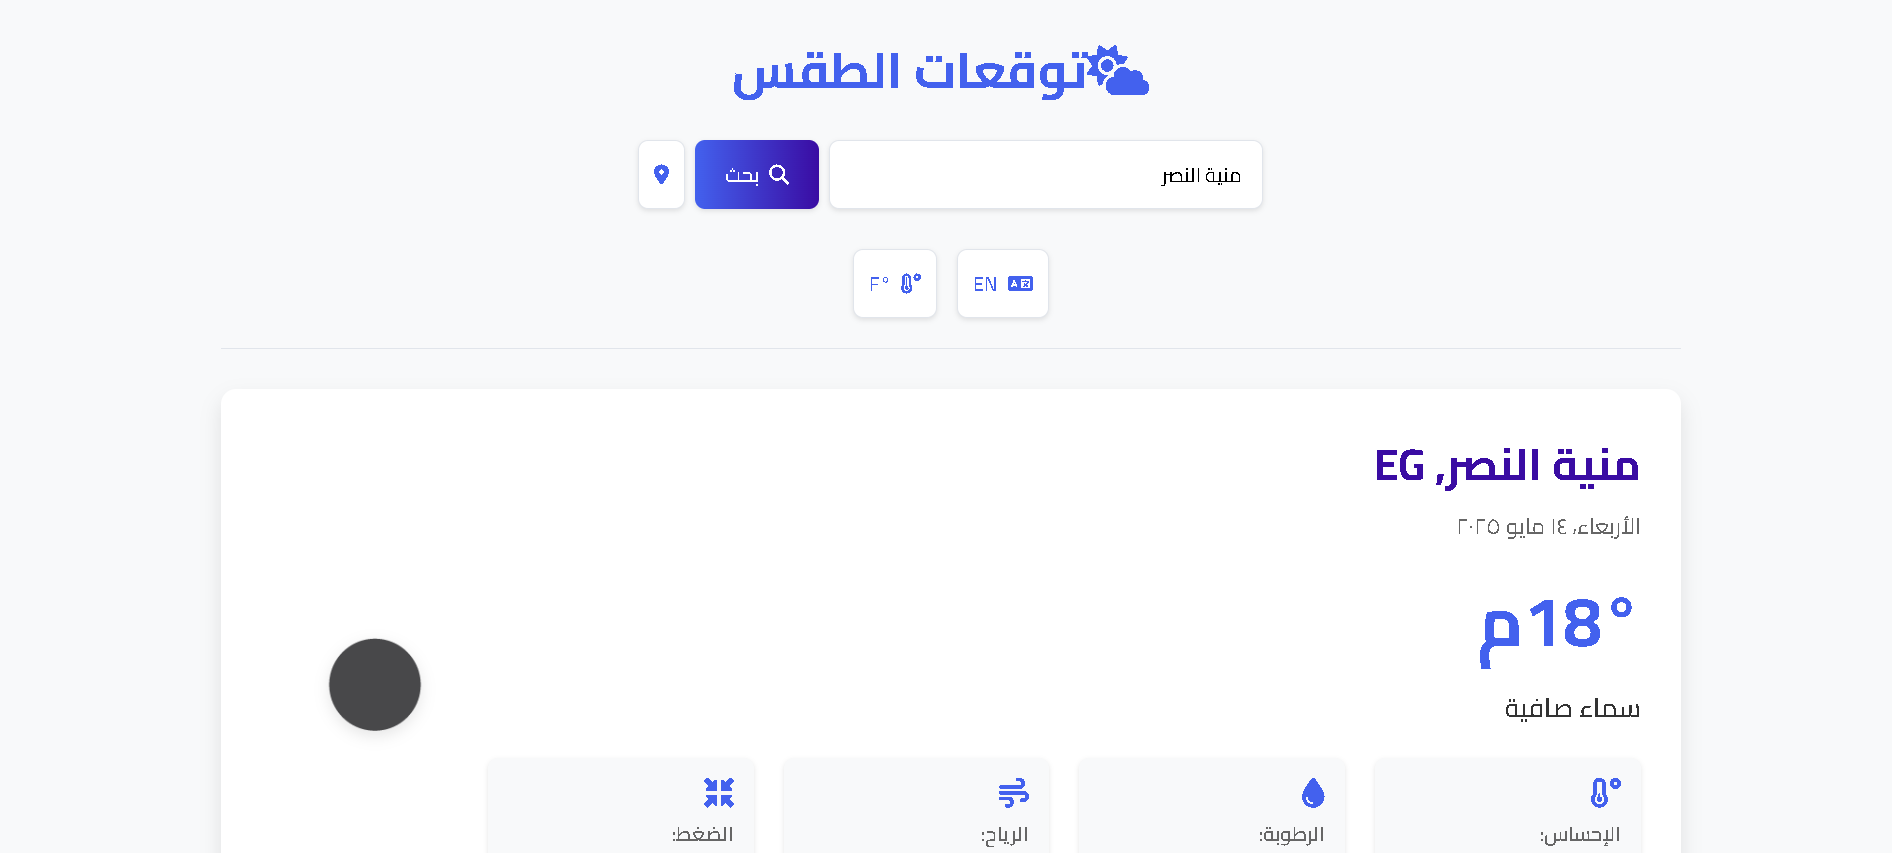 توقعات الطقس
منية النصر
بحث
EN
°F
منية النصر, EG
الأربعاء، ١٤ مايو ٢٠٢٥
°18م
سماء صافية
الإحساس:
الرطوبة:
الرياح:
الضغط: